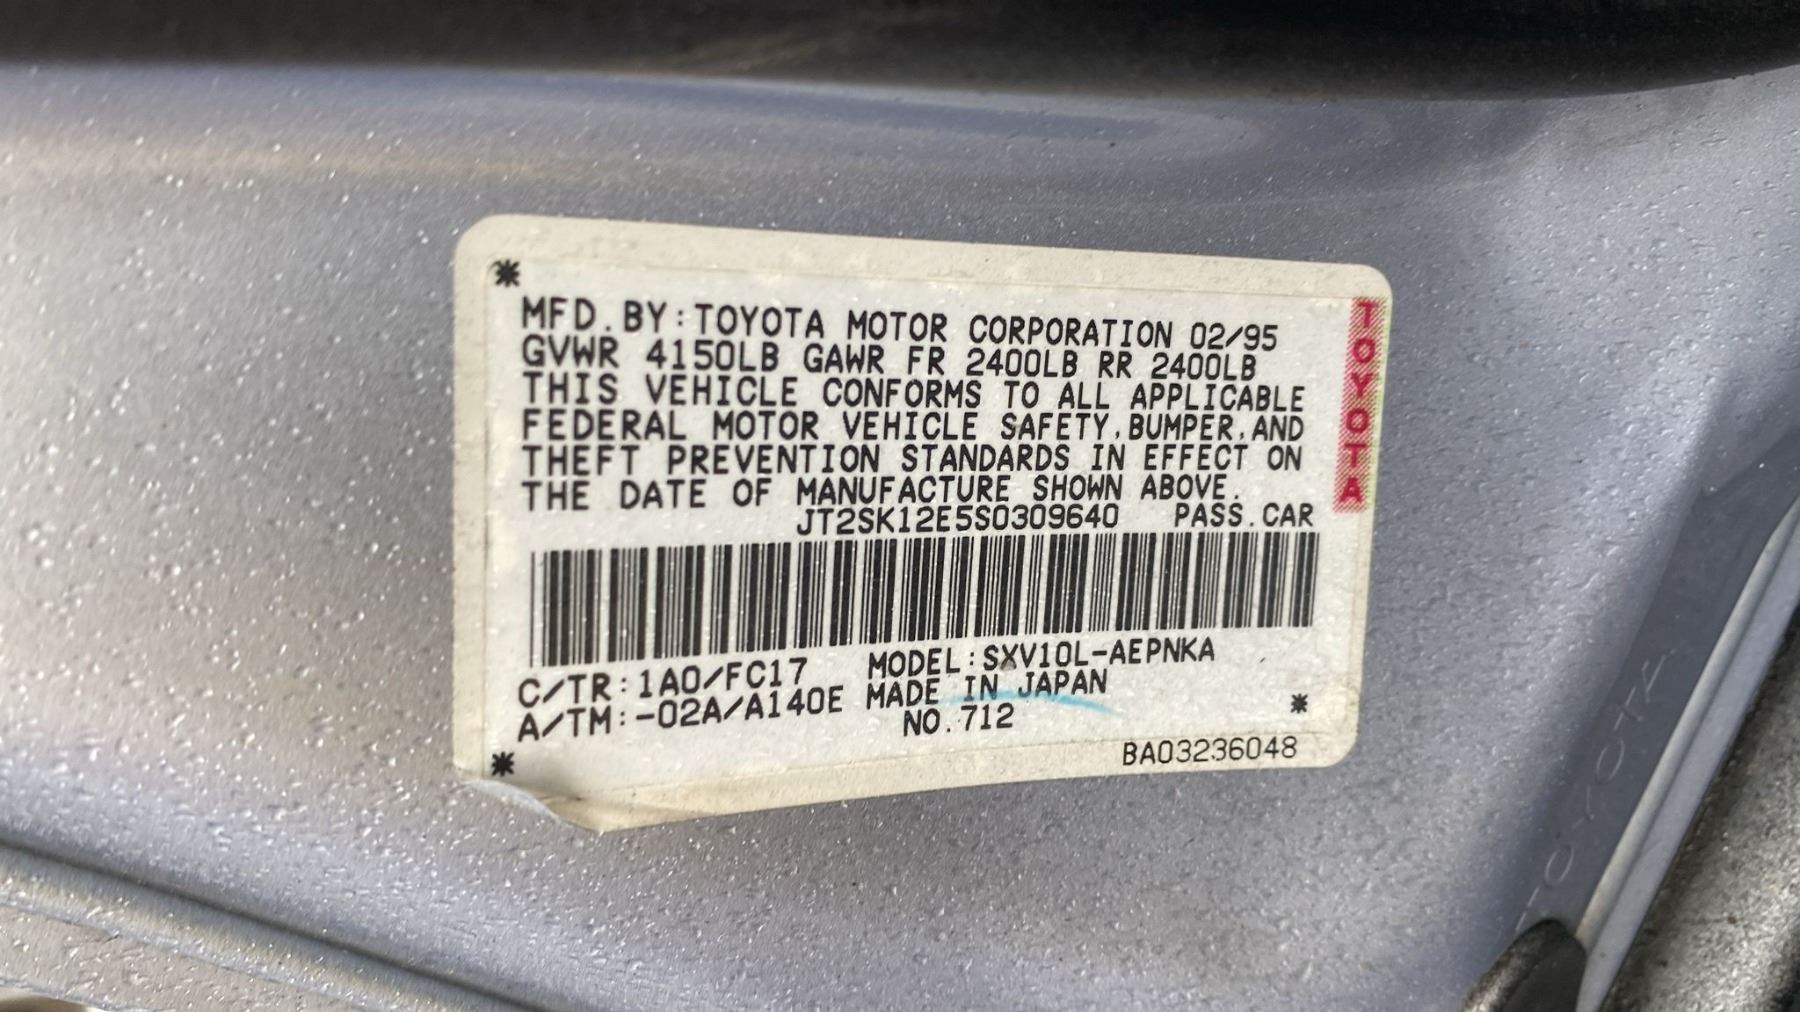 MFD.BY:TOYOTA MOTOR CORPORATION 02/95
GVWR 4150LB GAWR FR 2400LB RR 2400LB
THIS VEHICLE CONFORMS TO ALL APPLICABLE
FEDERAL MOTOR VEHICLE SAFETY,BUMPER,AND
THEFT PREVENTION STANDARDS IN EFFECT ON
THE DATE OF MANUFACTURE SHOWN ABOVE.
JT2SK12E5S0309640 PASS.CAR
C/TR:1A0/FC17 MODEL:SXV10L-AEPNKA
A/TM:-02A/A140E MADE IN JAPAN
NO.712
BA03236048
TOYOTA